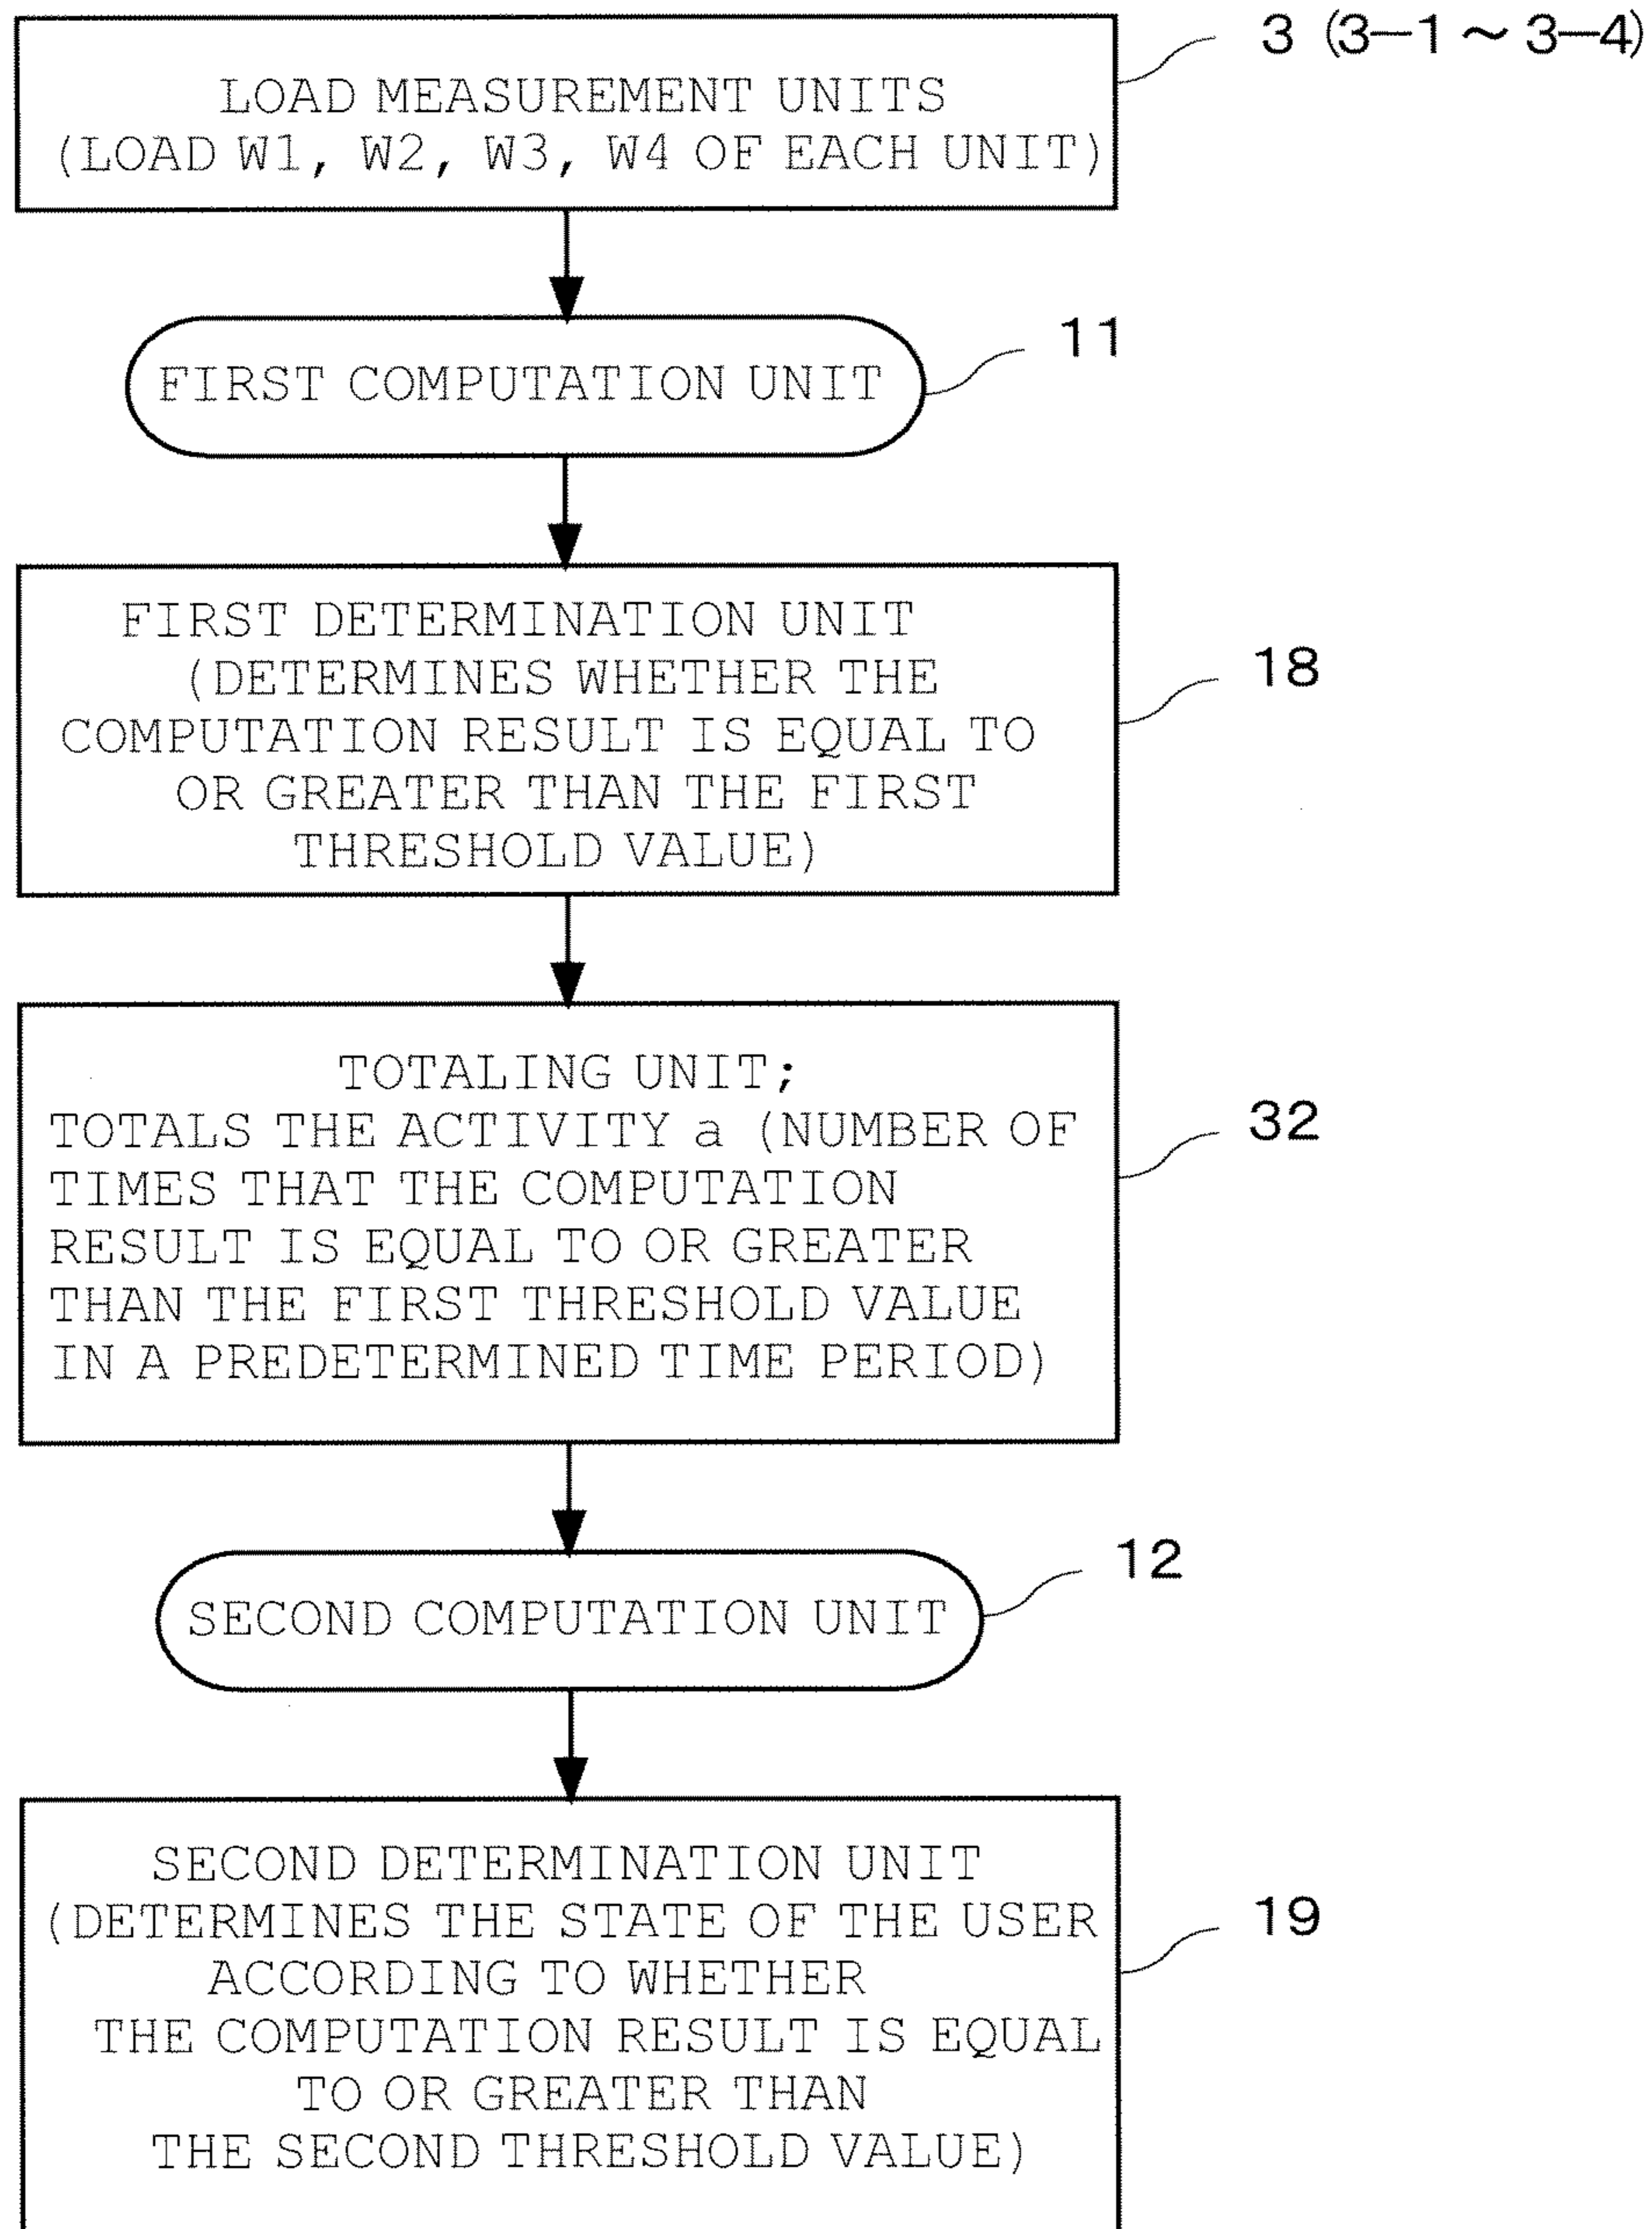 3 (3-1 ~ 3-4)
LOAD MEASUREMENT UNITS
(LOAD W1, W2, W3, W4 OF EACH UNIT)
11
FIRST COMPUTATION UNIT
FIRST DETERMINATION UNIT
(DETERMINES WHETHER THE
COMPUTATION RESULT IS EQUAL TO
OR GREATER THAN THE FIRST
THRESHOLD VALUE)
18
TOTALING UNIT;
TOTALS THE ACTIVITY a (NUMBER OF
TIMES THAT THE COMPUTATION
RESULT IS EQUAL TO OR GREATER
THAN THE FIRST THRESHOLD VALUE
IN A PREDETERMINED TIME PERIOD)
32
12
SECOND COMPUTATION UNIT
SECOND DETERMINATION UNIT
(DETERMINES THE STATE OF THE USER
ACCORDING TO WHETHER
THE COMPUTATION RESULT IS EQUAL
TO OR GREATER THAN
THE SECOND THRESHOLD VALUE)
19